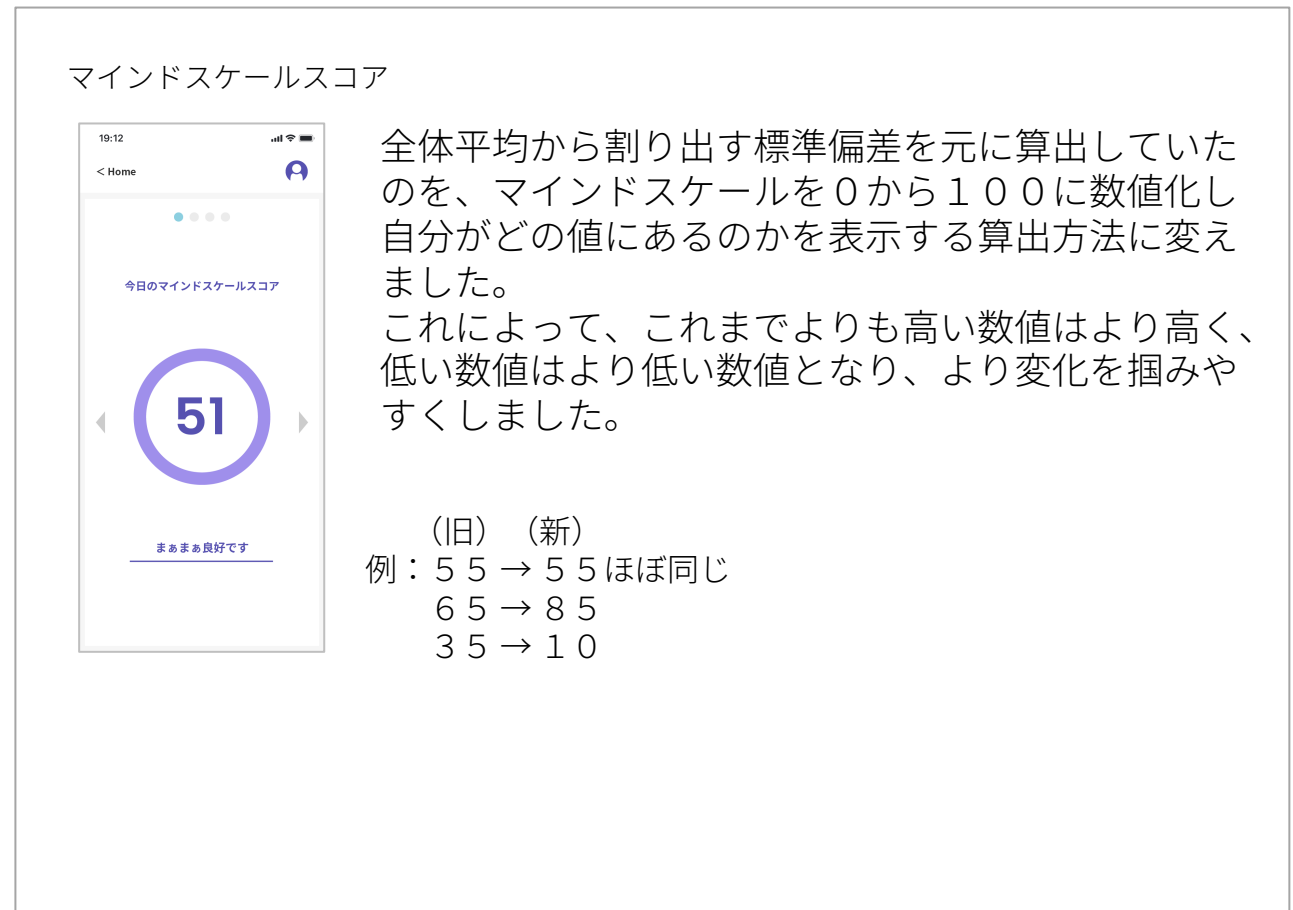 マインドスケールスコア
19:12
< Home
今日のマインドスケールスコア
51
まぁまぁ良好です
全体平均から割り出す標準偏差を元に算出していた
のを、マインドスケールを０から１００に数値化し
自分がどの値にあるのかを表示する算出方法に変え
ました。
これによって、これまでよりも高い数値はより高く、
低い数値はより低い数値となり、より変化を掴みや
すくしました。
（旧）（新）
例：５５→５５ほぼ同じ
６５→８５
３５→１０